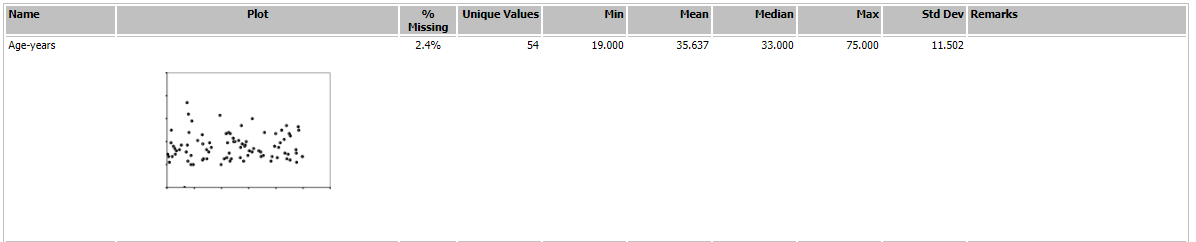 Name Plot % Missing Unique Values Min Mean Median Max Std Dev Remarks
Age-years 2.4% 54 19.000 35.637 33.000 75.000 11.502